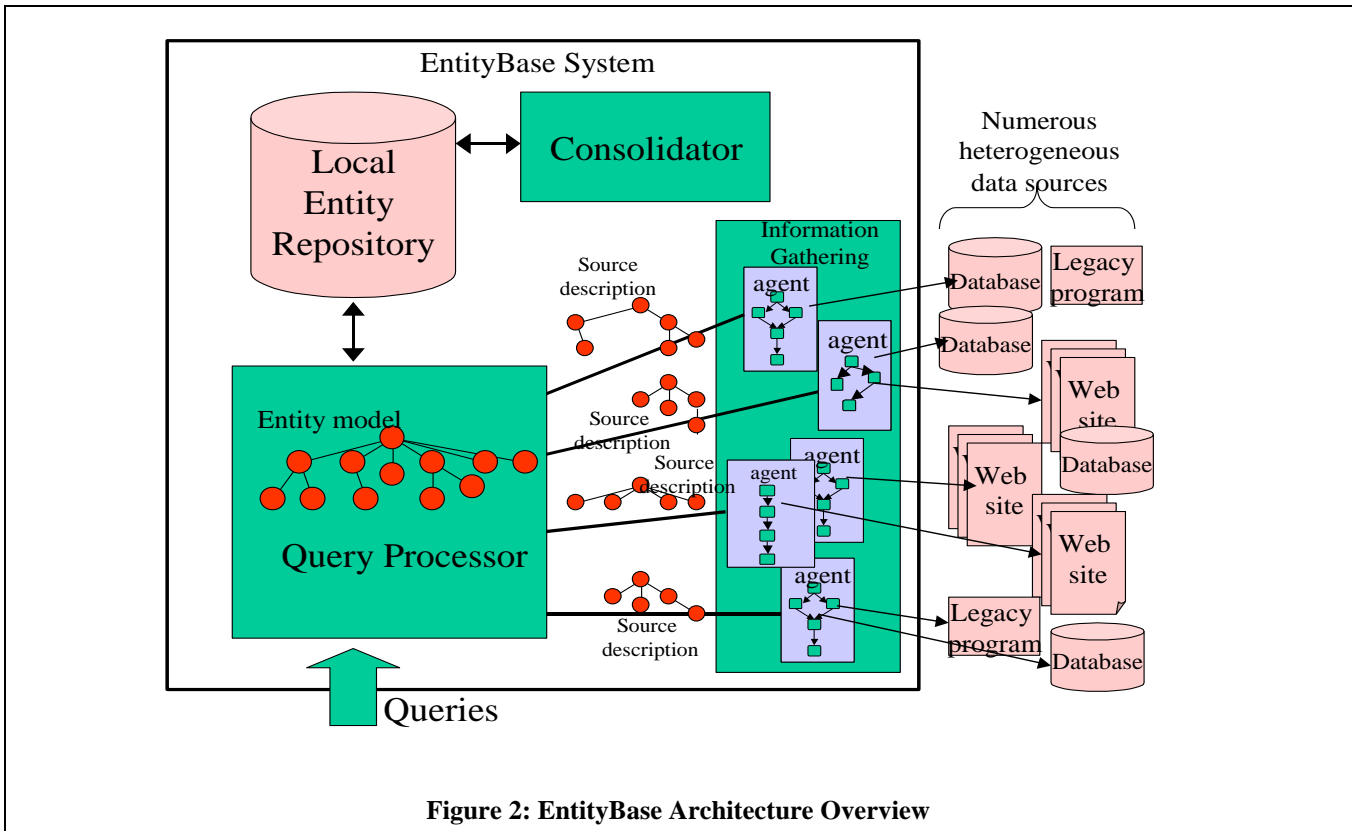 EntityBase System
Local
Entity
Repository
Consolidator
Numerous
heterogeneous
data sources
Information
Gathering
Source
description
agent
Database
Legacy
program
agent
Database
Web
site
Source
description
Entity model
Source
description
agent
agent
Web
site
Database
Web
site
Query Processor
agent
Source
description
Legacy
program
Database
Queries
Figure 2: EntityBase Architecture Overview